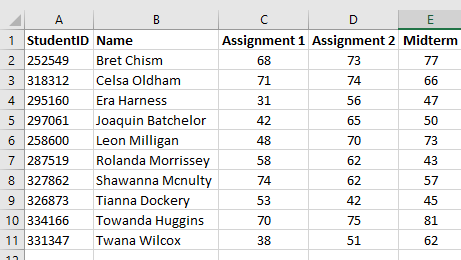 A B C D E
1 StudentID Name Assignment 1 Assignment 2 Midterm
2 252549 Bret Chism 68 73 77
3 318312 Celsa Oldham 71 74 66
4 295160 Era Harness 31 56 47
5 297061 Joaquin Batchelor 42 65 50
6 258600 Leon Milligan 48 70 73
7 287519 Rolanda Morrissey 58 62 43
8 327862 Shawanna Mcnulty 74 62 57
9 326873 Tianna Dockery 53 42 45
10 334166 Towanda Huggins 70 75 81
11 331347 Twana Wilcox 38 51 62